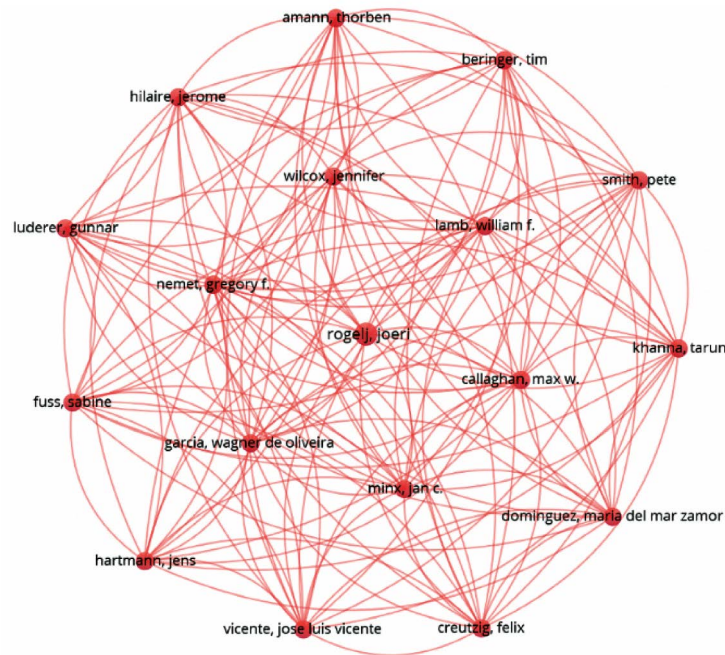 amann, thorben
beringer, tim
hilaire, jerome
wilcox, jennifer
smith, pete
lamb, william f.
luderer, gunnar
nemet, gregory f.
rogelj, joeri
khanna, tarun
callaghan, max w.
fuss, sabine
garcia, wagner de oliveira
minx, jan c.
dominguez, maria del mar zamor
hartmann, jens
vicente, jose luis vicente
creutzig, felix